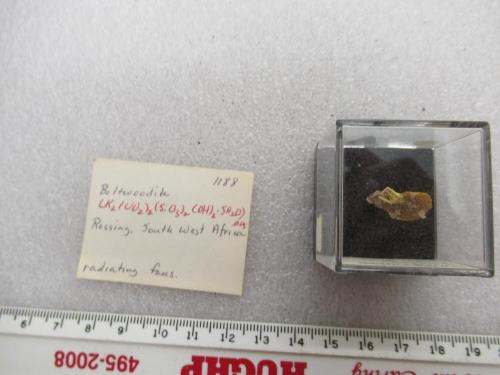 1188
Boltwoodite
(K2(UO2)2(SiO3)2(OH)2·5H2O)
Rossing, South West Africa
radiating fans.
6 7 8 9 10 11 12 13 14 15 16 17 18 19
495-2008